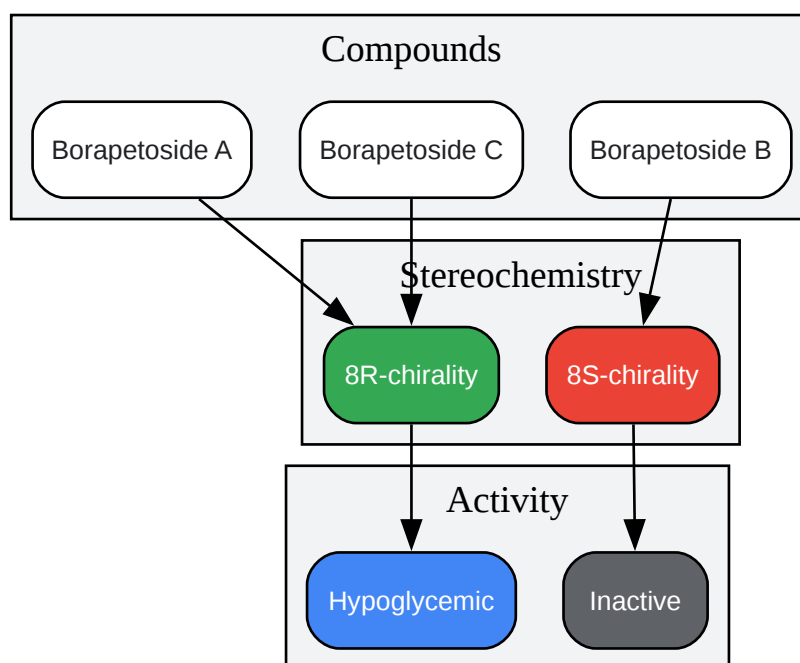 Compounds
Borapetoside A
Borapetoside C
Borapetoside B
Stereochemistry
8R-chirality
8S-chirality
Activity
Hypoglycemic
Inactive